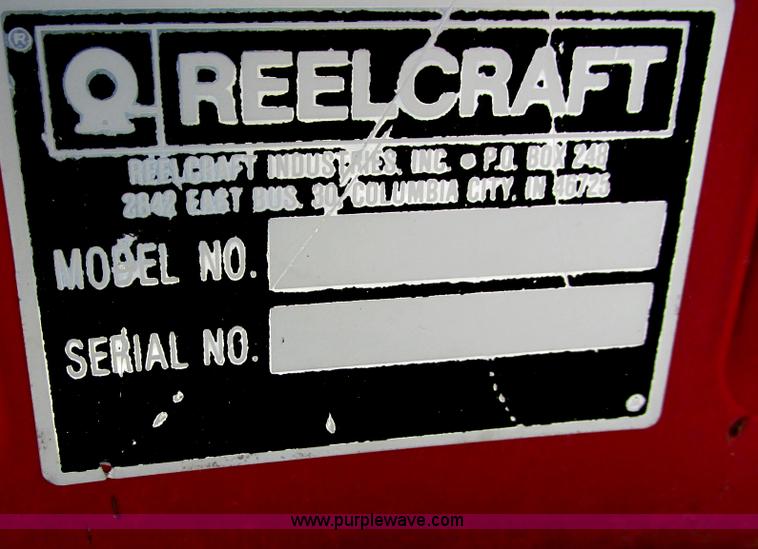 ® REELCRAFT
REELCRAFT INDUSTRIES, INC. • P.O. BOX 248
2842 EAST BUS. 30, COLUMBIA CITY, IN 46725
MODEL NO.
SERIAL NO.
www.purplewave.com